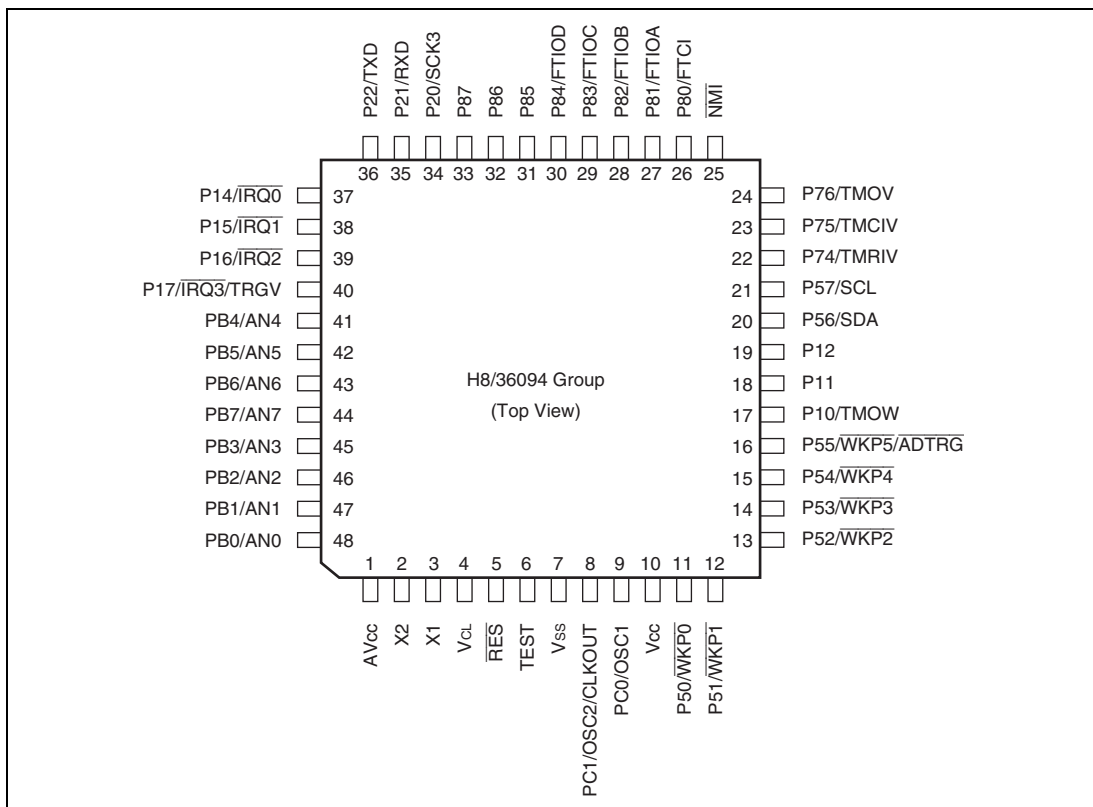 P22/TXD
P21/RXD
P20/SCK3
P87
P86
P85
P84/FTIOD
P83/FTIOC
P82/FTIOB
P81/FTIOA
P80/FTCI
NMI
36 35 34 33 32 31 30 29 28 27 26 25
P14/IRQ0 37
P15/IRQ1 38
P16/IRQ2 39
P17/IRQ3/TRGV 40
PB4/AN4 41
PB5/AN5 42
PB6/AN6 43
PB7/AN7 44
PB3/AN3 45
PB2/AN2 46
PB1/AN1 47
PB0/AN0 48
H8/36094 Group
(Top View)
24 P76/TMOV
23 P75/TMCIV
22 P74/TMRIV
21 P57/SCL
20 P56/SDA
19 P12
18 P11
17 P10/TMOW
16 P55/WKP5/ADTRG
15 P54/WKP4
14 P53/WKP3
13 P52/WKP2
1 2 3 4 5 6 7 8 9 10 11 12
AVcc
X2
X1
VCL
RES
TEST
Vss
PC1/OSC2/CLKOUT
PC0/OSC1
Vcc
P50/WKP0
P51/WKP1